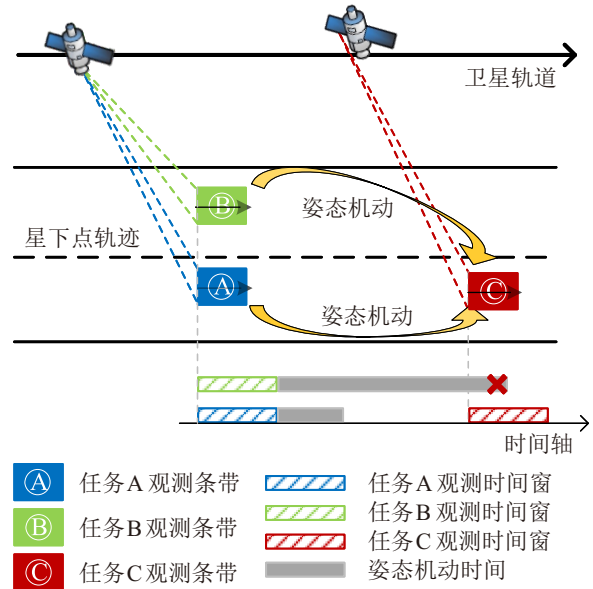 卫星轨道
Ⓑ
姿态机动
星下点轨迹
Ⓐ
Ⓒ
姿态机动
时间轴
Ⓐ 任务A观测条带
任务A观测时间窗
Ⓑ 任务B观测条带
任务B观测时间窗
任务C观测时间窗
Ⓒ 任务C观测条带
姿态机动时间